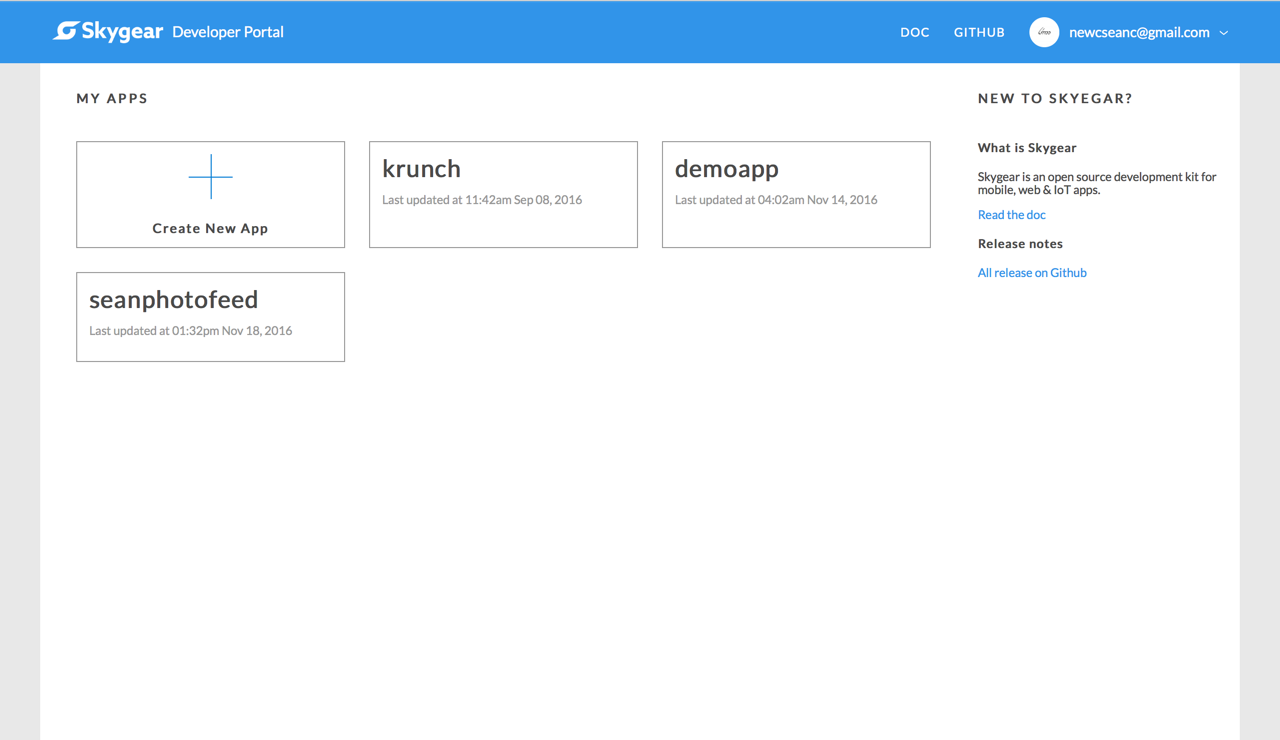 Skygear Developer Portal
DOC
GITHUB
newcseanc@gmail.com
MY APPS
Create New App
krunch
Last updated at 11:42am Sep 08, 2016
demoapp
Last updated at 04:02am Nov 14, 2016
seanphotofeed
Last updated at 01:32pm Nov 18, 2016
NEW TO SKYEGAR?
What is Skygear
Skygear is an open source development kit for
mobile, web & IoT apps.
Read the doc
Release notes
All release on Github